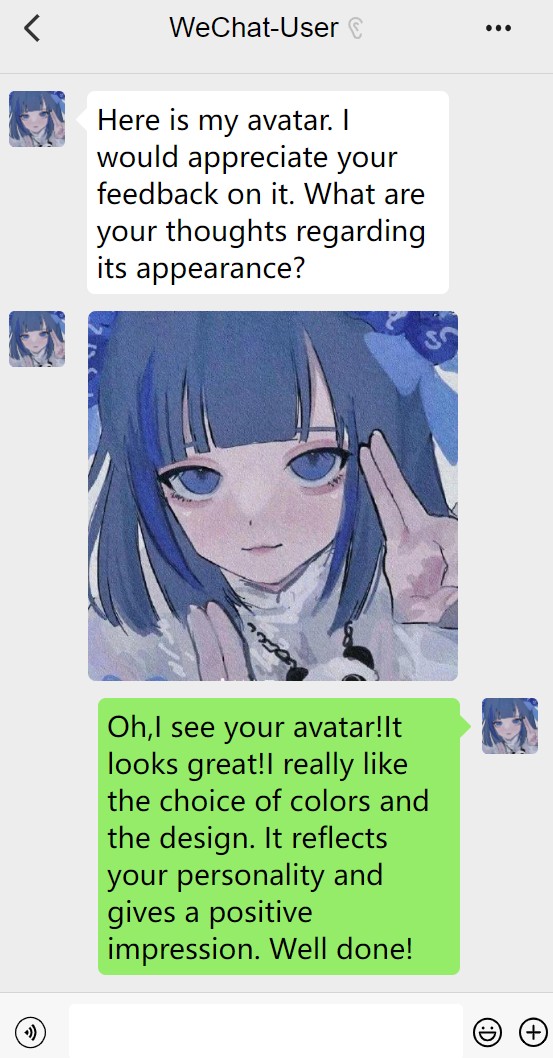 WeChat-User
Here is my avatar. I
would appreciate your
feedback on it. What are
your thoughts regarding
its appearance?
Oh,I see your avatar!It
looks great!I really like
the choice of colors and
the design. It reflects
your personality and
gives a positive
impression. Well done!